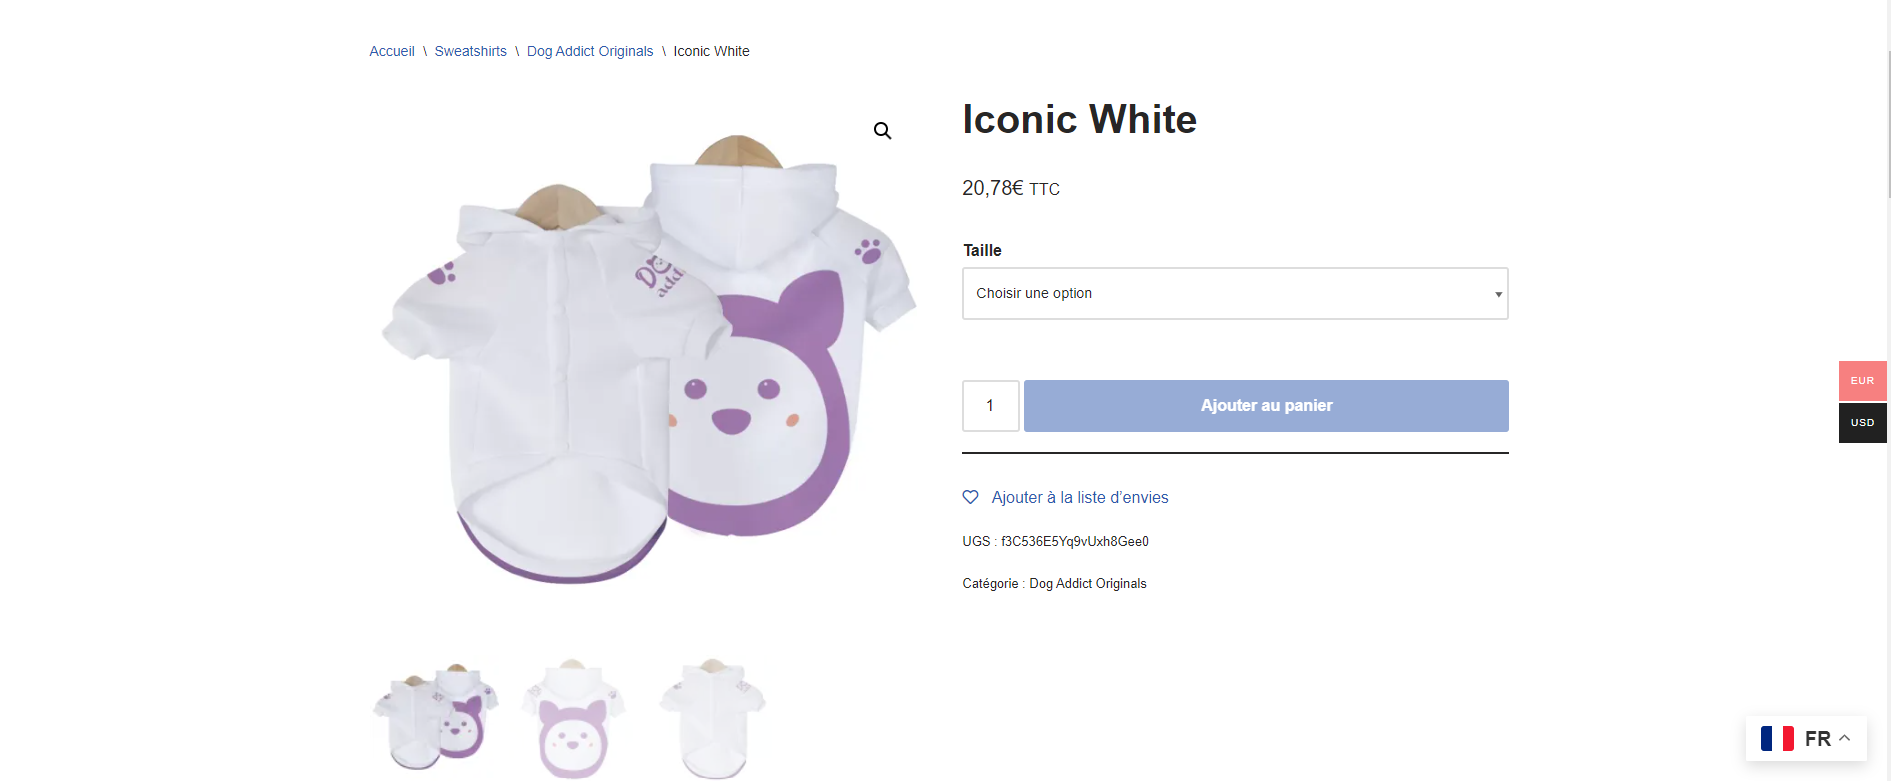 Accueil \ Sweatshirts \ Dog Addict Originals \ Iconic White
Iconic White
20,78€ TTC
Taille
Choisir une option
1
Ajouter au panier
Ajouter à la liste d’envies
UGS : f3C536E5Yq9vUxh8Gee0
Catégorie : Dog Addict Originals
EUR
USD
FR